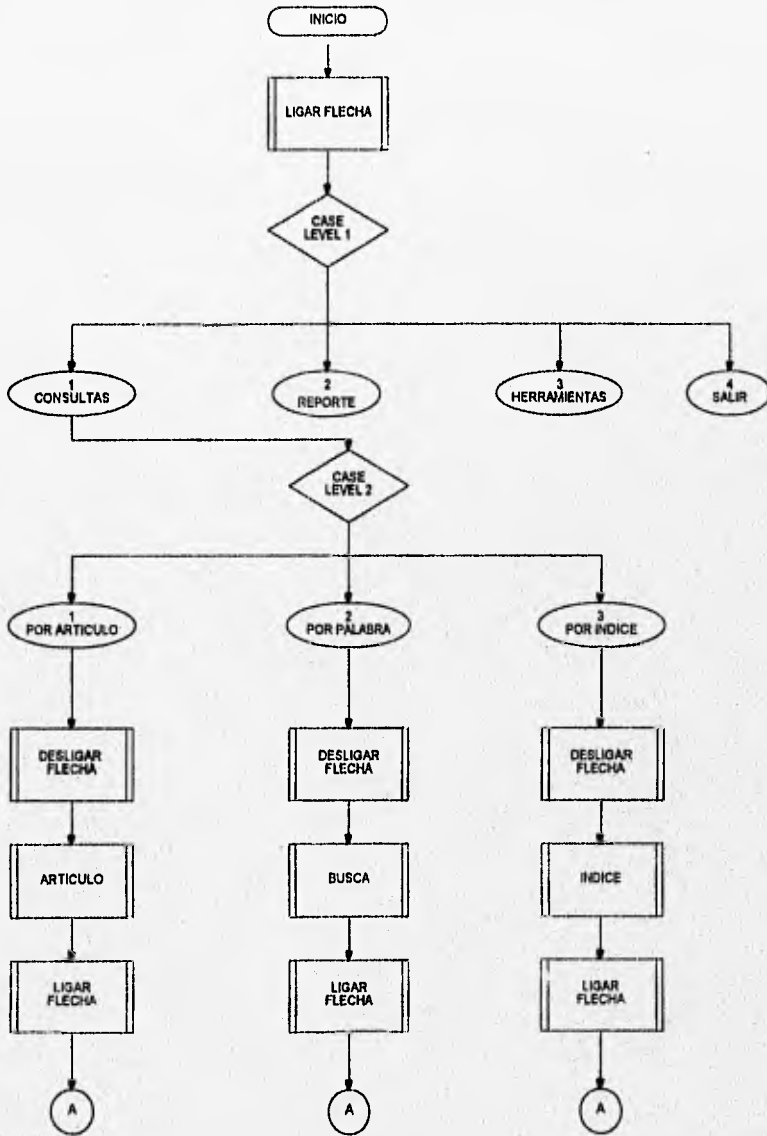 INICIO
LIGAR FLECHA
CASE
LEVEL 1
1
CONSULTAS
2
REPORTE
3
HERRAMIENTAS
4
SALIR
CASE
LEVEL 2
1
POR ARTICULO
2
POR PALABRA
3
POR INDICE
DESLIGAR
FLECHA
DESLIGAR
FLECHA
DESLIGAR
FLECHA
ARTICULO
BUSCA
INDICE
LIGAR
FLECHA
LIGAR
FLECHA
LIGAR
FLECHA
A
A
A